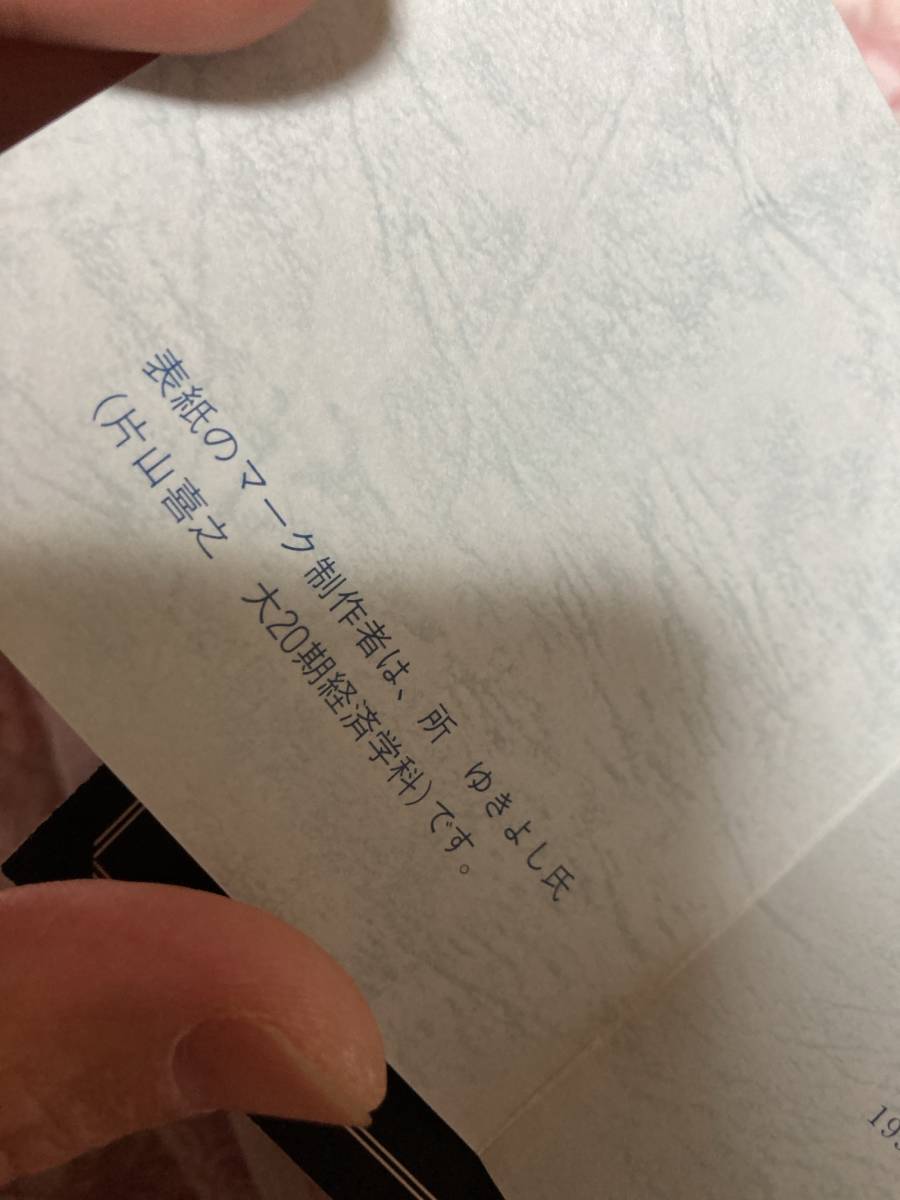 表紙のマーク制作者は、所　ゆきよし氏
(片山喜之　大20期経済学科)です。